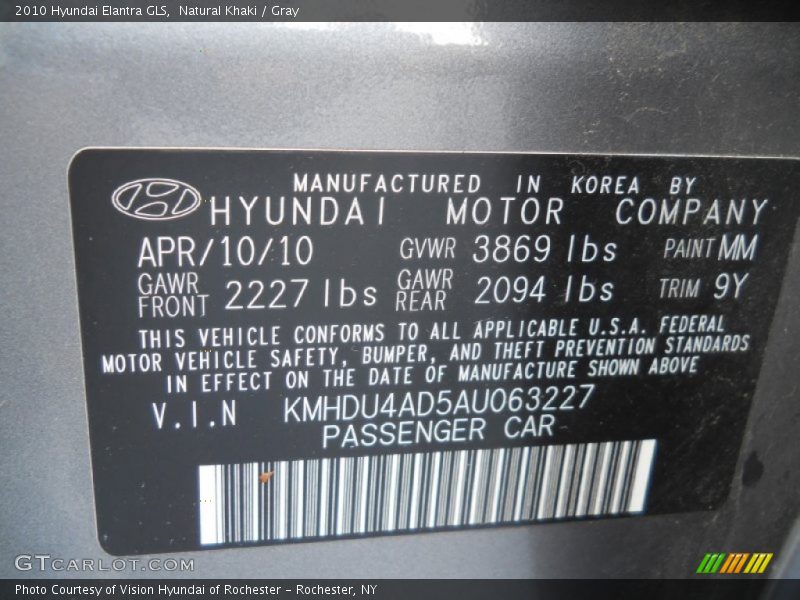 2010 Hyundai Elantra GLS,  Natural Khaki / Gray
MANUFACTURED IN KOREA BY
HYUNDAI MOTOR COMPANY
APR/10/10 GVWR 3869 lbs PAINT MM
GAWR FRONT 2227 lbs GAWR REAR 2094 lbs TRIM 9Y
THIS VEHICLE CONFORMS TO ALL APPLICABLE U.S.A. FEDERAL
MOTOR VEHICLE SAFETY, BUMPER, AND THEFT PREVENTION STANDARDS
IN EFFECT ON THE DATE OF MANUFACTURE SHOWN ABOVE
V.I.N KMHDU4AD5AU063227
PASSENGER CAR
GTCARLOT.COM
Photo Courtesy of Vision Hyundai of Rochester - Rochester, NY